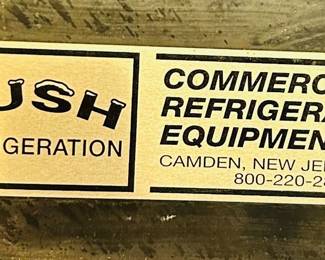 USH
GERATION
COMMERC
REFRIGERA
EQUIPMEN
CAMDEN, NEW JE
800-220-2